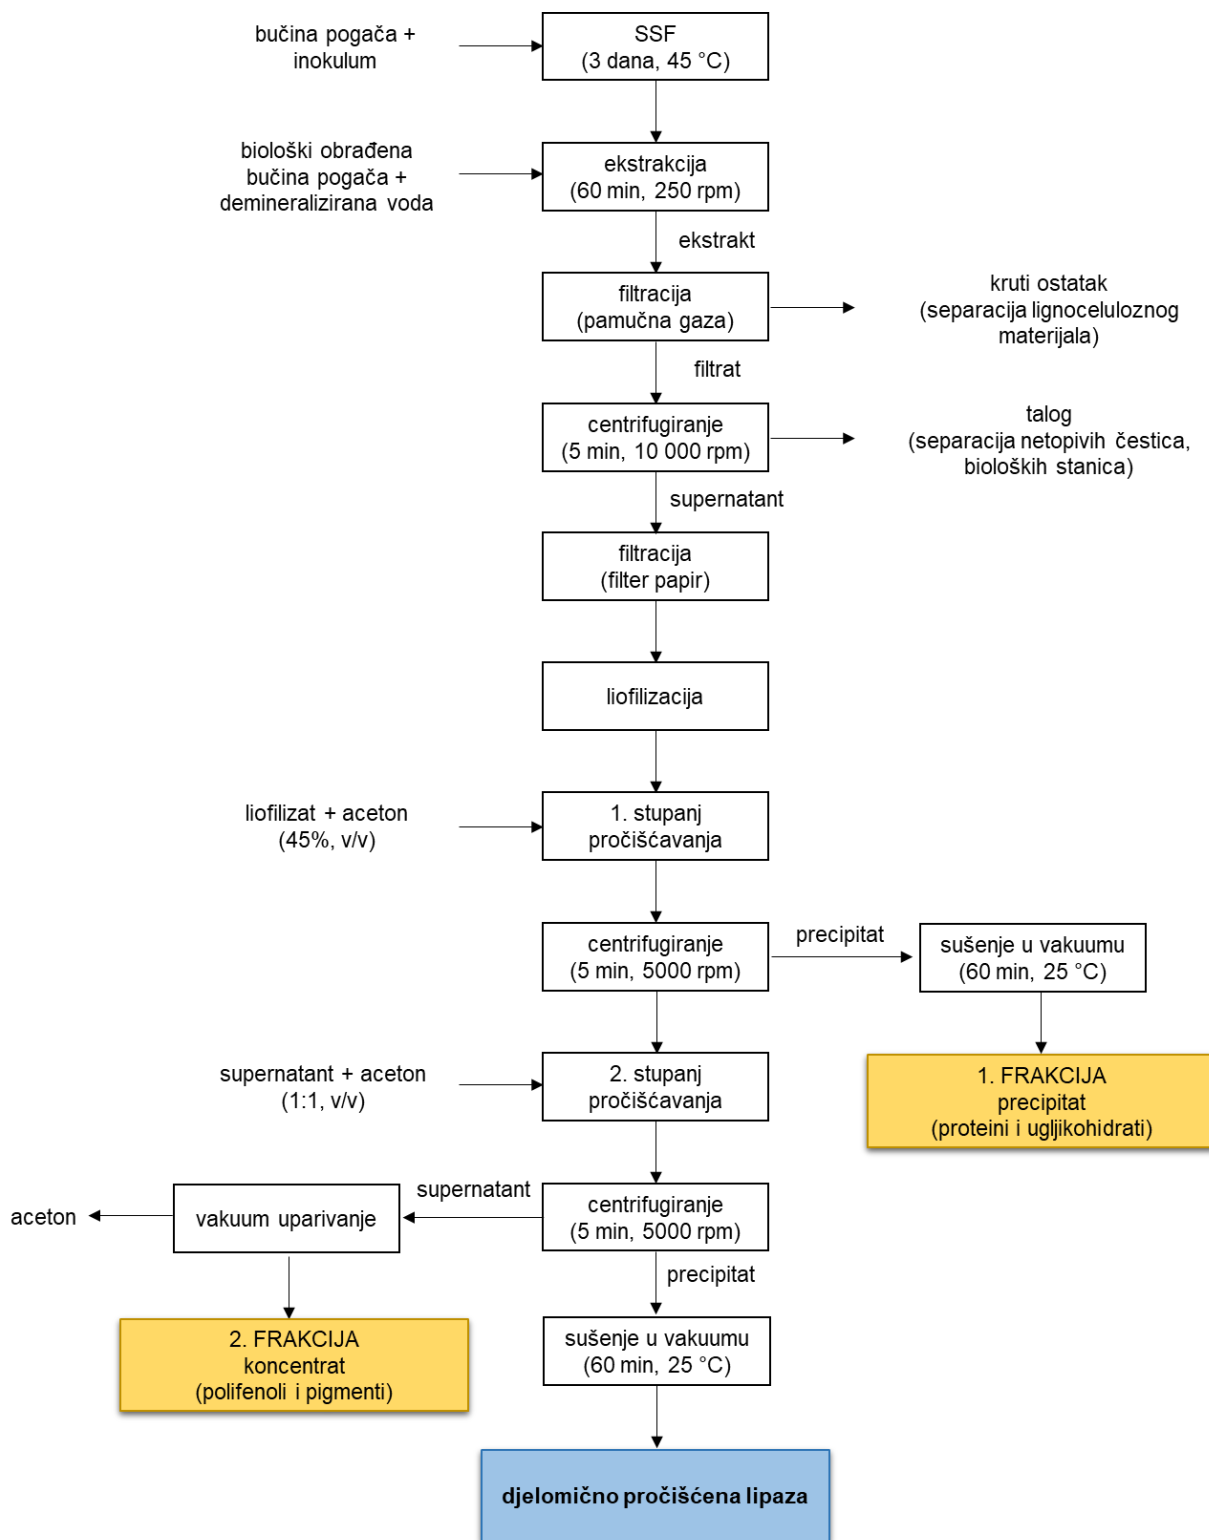 bučina pogača +
inokulum
SSF
(3 dana, 45 °C)
biološki obrađena
bučina pogača +
demineralizirana voda
ekstrakcija
(60 min, 250 rpm)
ekstrakt
filtracija
(pamučna gaza)
kruti ostatak
(separacija lignoceluloznog
materijala)
filtrat
centrifugiranje
(5 min, 10 000 rpm)
talog
(separacija netopivih čestica,
bioloških stanica)
supernatant
filtracija
(filter papir)
liofilizacija
liofilizat + aceton
(45%, v/v)
1. stupanj
pročišćavanja
centrifugiranje
(5 min, 5000 rpm)
precipitat
sušenje u vakuumu
(60 min, 25 °C)
1. FRAKCIJA
precipitat
(proteini i ugljikohidrati)
supernatant + aceton
(1:1, v/v)
2. stupanj
pročišćavanja
centrifugiranje
(5 min, 5000 rpm)
supernatant
vakuum uparivanje
aceton
2. FRAKCIJA
koncentrat
(polifenoli i pigmenti)
precipitat
sušenje u vakuumu
(60 min, 25 °C)
djelomično pročišćena lipaza